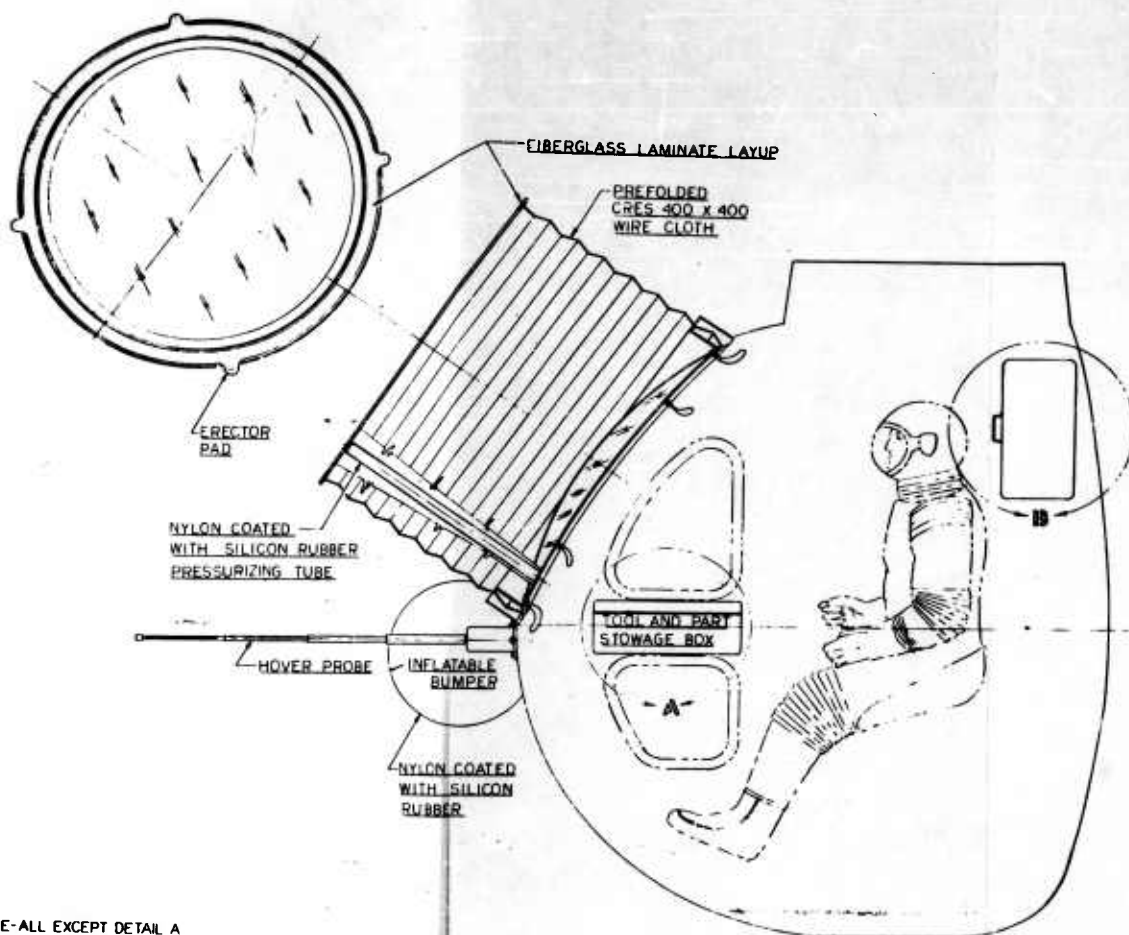 FIBERGLASS LAMINATE LAYUP
PREFOLDED
CRES 400 X 400
WIRE CLOTH
ERECTOR
PAD
NYLON COATED
WITH SILICON RUBBER
PRESSURIZING TUBE
B
TOOL AND PART
STOWAGE BOX
HOVER PROBE
INFLATABLE
BUMPER
A
NYLON COATED
WITH SILICON
RUBBER
E-ALL EXCEPT DETAIL A